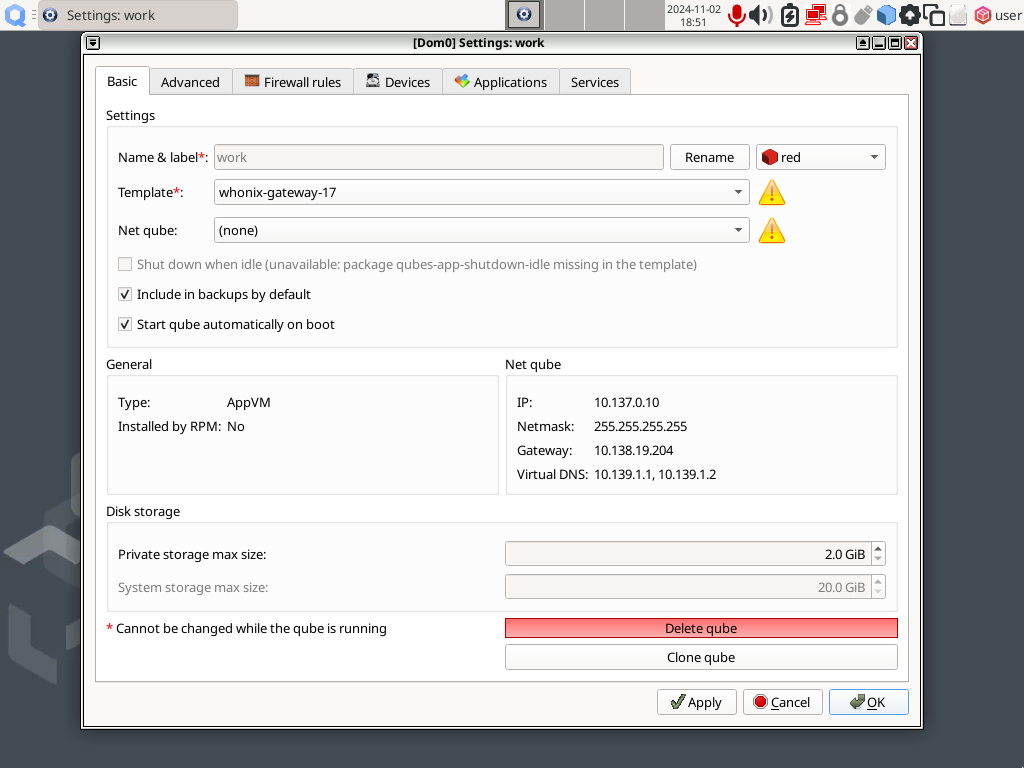 Settings: work
2024-11-02
18:51
user
[Dom0] Settings: work
Basic
Advanced
Firewall rules
Devices
Applications
Services
Settings
Name & label*:
work
Rename
red
Template*:
whonix-gateway-17
Net qube:
(none)
Shut down when idle (unavailable: package qubes-app-shutdown-idle missing in the template)
Include in backups by default
Start qube automatically on boot
General
Type: AppVM
Installed by RPM: No
Net qube
IP: 10.137.0.10
Netmask: 255.255.255.255
Gateway: 10.138.19.204
Virtual DNS: 10.139.1.1, 10.139.1.2
Disk storage
Private storage max size:
2.0 GiB
System storage max size:
20.0 GiB
* Cannot be changed while the qube is running
Delete qube
Clone qube
Apply
Cancel
OK